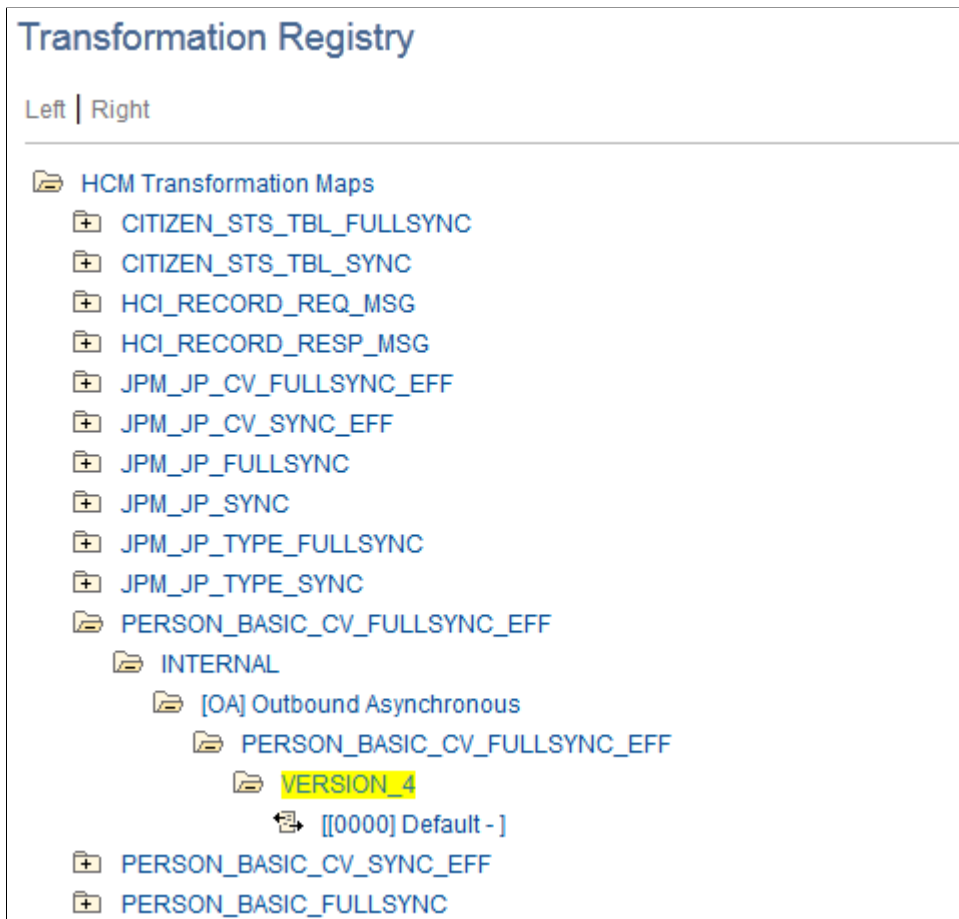 Transformation Registry
Left | Right
HCM Transformation Maps
CITIZEN_STS_TBL_FULLSYNC
CITIZEN_STS_TBL_SYNC
HCI_RECORD_REQ_MSG
HCI_RECORD_RESP_MSG
JPM_JP_CV_FULLSYNC_EFF
JPM_JP_CV_SYNC_EFF
JPM_JP_FULLSYNC
JPM_JP_SYNC
JPM_JP_TYPE_FULLSYNC
JPM_JP_TYPE_SYNC
PERSON_BASIC_CV_FULLSYNC_EFF
INTERNAL
[OA] Outbound Asynchronous
PERSON_BASIC_CV_FULLSYNC_EFF
VERSION_4
[[0000] Default - ]
PERSON_BASIC_CV_SYNC_EFF
PERSON_BASIC_FULLSYNC